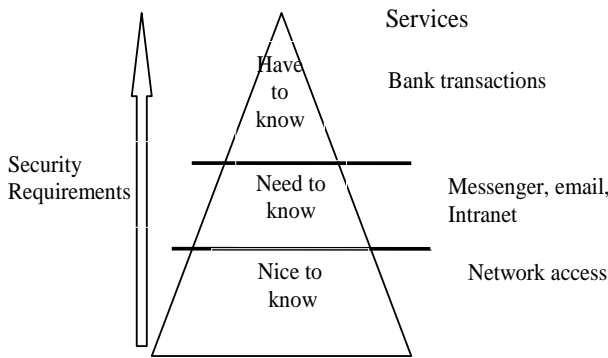 Services
Have
to
know
Bank transactions
Security
Requirements
Need to
know
Messenger, email,
Intranet
Nice to
know
Network access